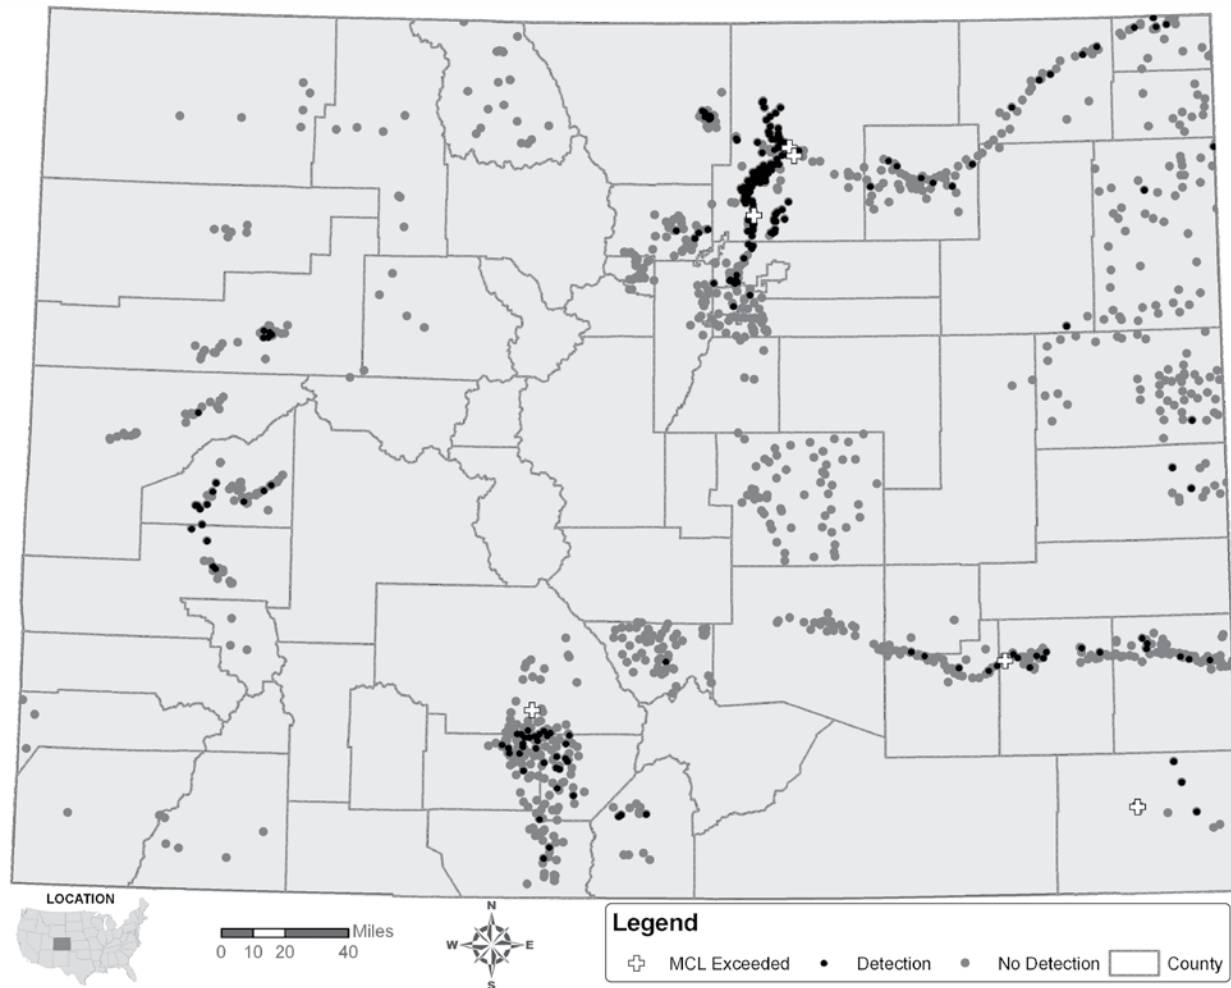 LOCATION
Miles
0 10 20 40
N
W E
S
Legend
MCL Exceeded Detection No Detection County